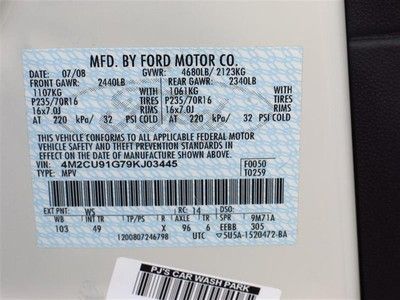 MFD. BY FORD MOTOR CO.
DATE: 07/08 GVWR: 4680LB/ 2123KG
FRONT GAWR: 2440LB REAR GAWR: 2340LB
1107KG 1061KG
P235/70R16 TIRES P235/70R16 TIRES
16x7.0J RIMS 16x7.0J RIMS
AT 220 kPa/ 32 PSI COLD AT 220 kPa/ 32 PSI COLD
THIS VEHICLE CONFORMS TO ALL APPLICABLE FEDERAL MOTOR
VEHICLE SAFETY AND THEFT PREVENTION STANDARDS IN EFFECT
ON THE DATE OF MANUFACTURE SHOWN ABOVE.
VIN: 4M2CU91G79KJ03445 F0050
TYPE: MPV T0259
EXT PNT: WS RC: 14 DSO:
WB INT TR TP/PS R AXLE TR SPR 9M71A
103 49 X 96 6 EEBB 305
1200807246798 UTC 5U5A-1520472-BA
PJ'S CAR WASH PARK